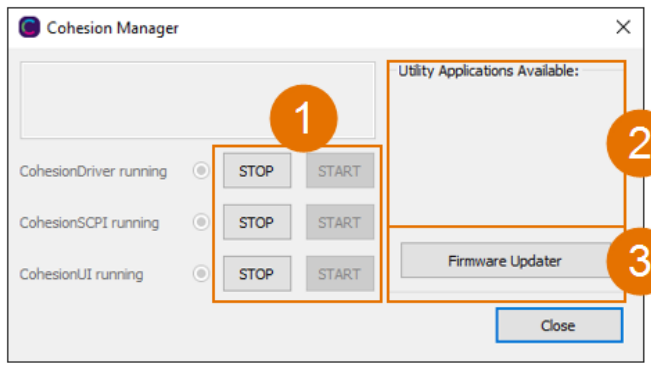 Cohesion Manager
Utility Applications Available:
1
2
CohesionDriver running STOP START
CohesionSCPI running STOP START
Firmware Updater 3
CohesionUI running STOP START
Close